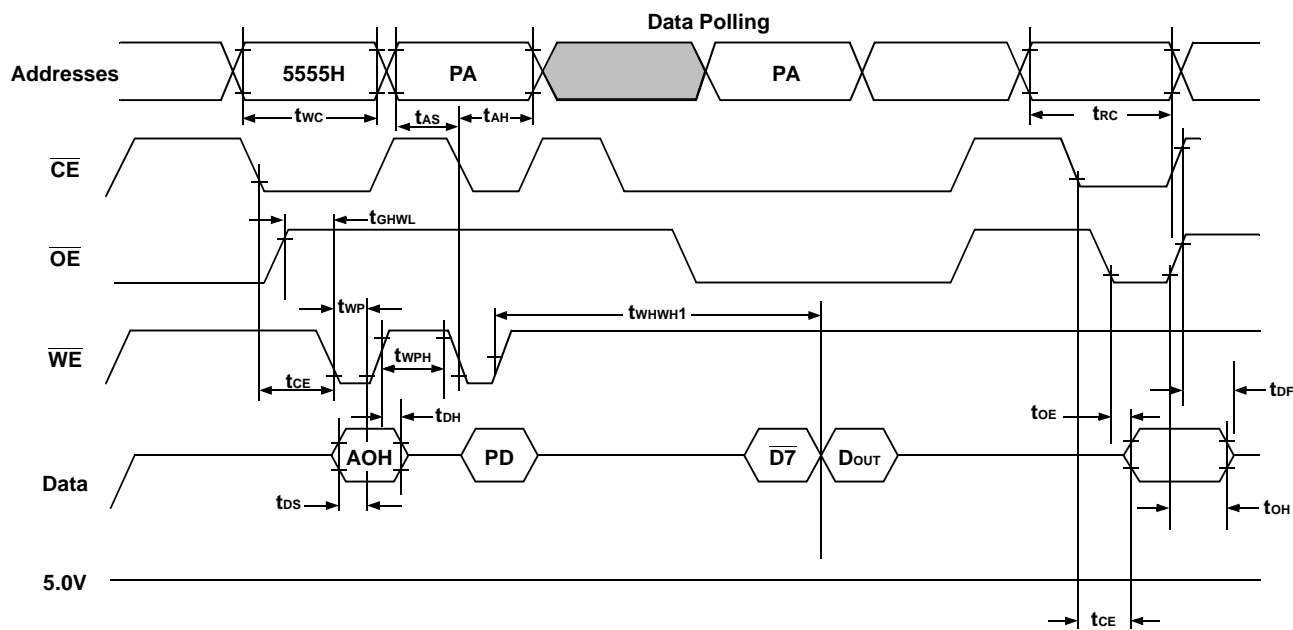 Data Polling
Addresses
5555H
PA
PA
tWC
tAS
tAH
tRC
CE
tGHWL
OE
tWP
tWHWH1
WE
tWPH
tCE
tDH
tOE
tDF
AOH
PD
D7
DOUT
Data
tDS
tOH
5.0V
tCE